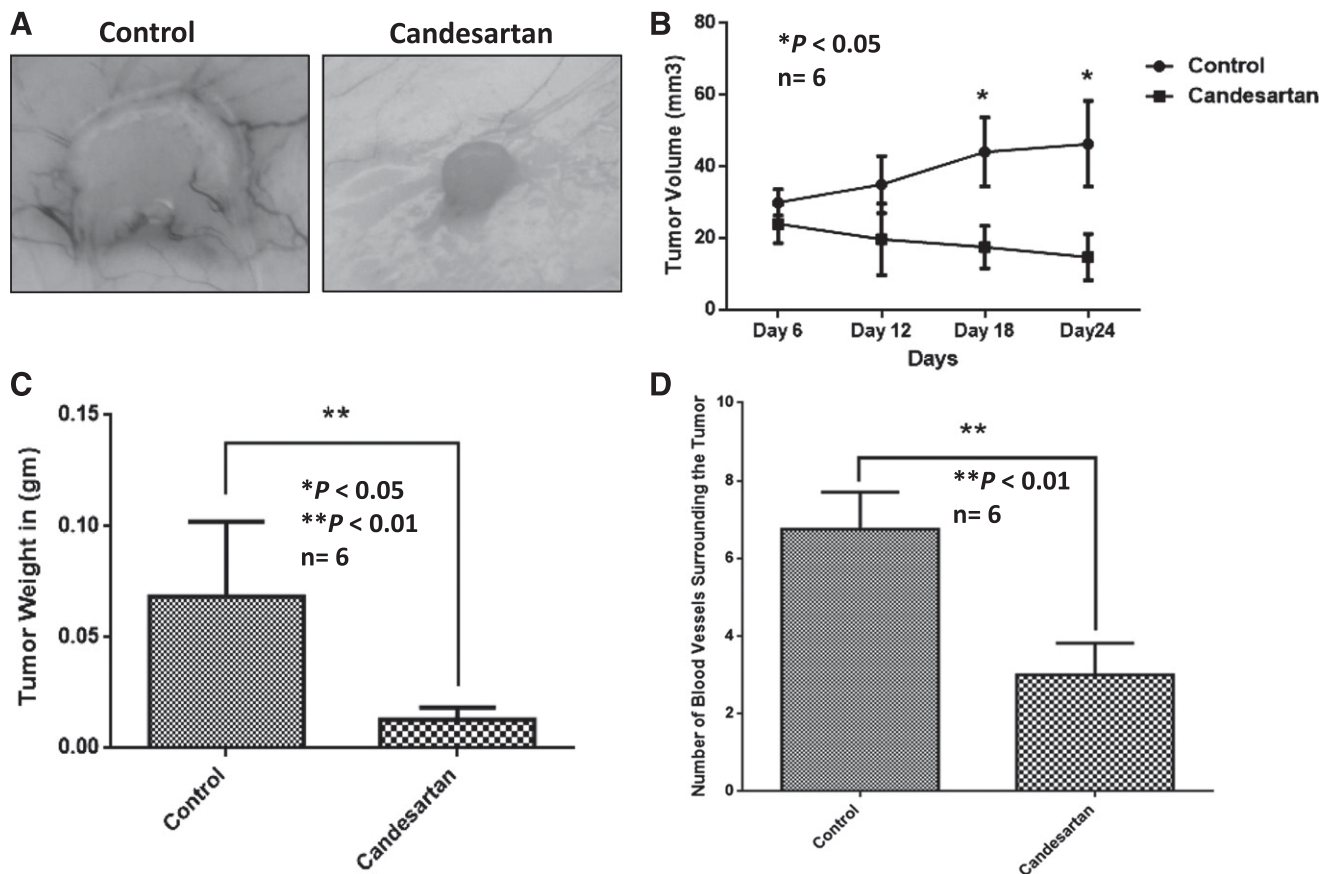 A
Control
Candesartan
B
80
60
40
20
0
Tumor Volume (mm3)
*P < 0.05
n= 6
*
*
Control
Candesartan
Day 6
Day 12
Day 18
Day24
Days
C
0.15
0.10
0.05
0.00
Tumor Weight in (gm)
**
*P < 0.05
**P < 0.01
n= 6
Control
Candesartan
D
10
8
6
4
2
0
Number of Blood Vessels Surrounding the Tumor
**
**P < 0.01
n= 6
Control
Candesartan